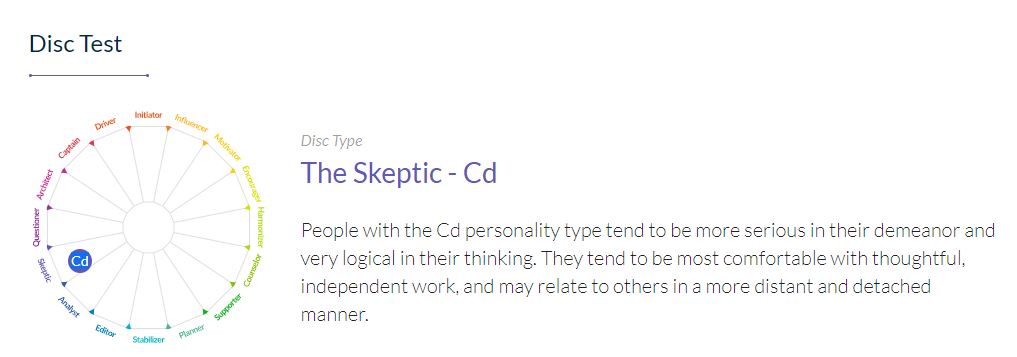 Disc Test
Initiator
Influencer
Motivator
Encourager
Harmonizer
Counselor
Supporter
Planner
Stabilizer
Editor
Analyst
Skeptic
Questioner
Architect
Captain
Driver
Cd
Disc Type
The Skeptic - Cd
People with the Cd personality type tend to be more serious in their demeanor and
very logical in their thinking. They tend to be most comfortable with thoughtful,
independent work, and may relate to others in a more distant and detached
manner.